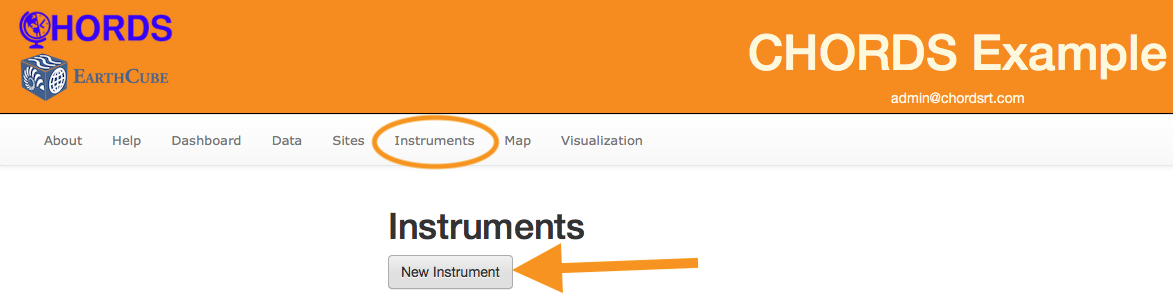 CHORDS
EARTHCUBE
CHORDS Example
admin@chordsrt.com
About Help Dashboard Data Sites Instruments Map Visualization
Instruments
New Instrument